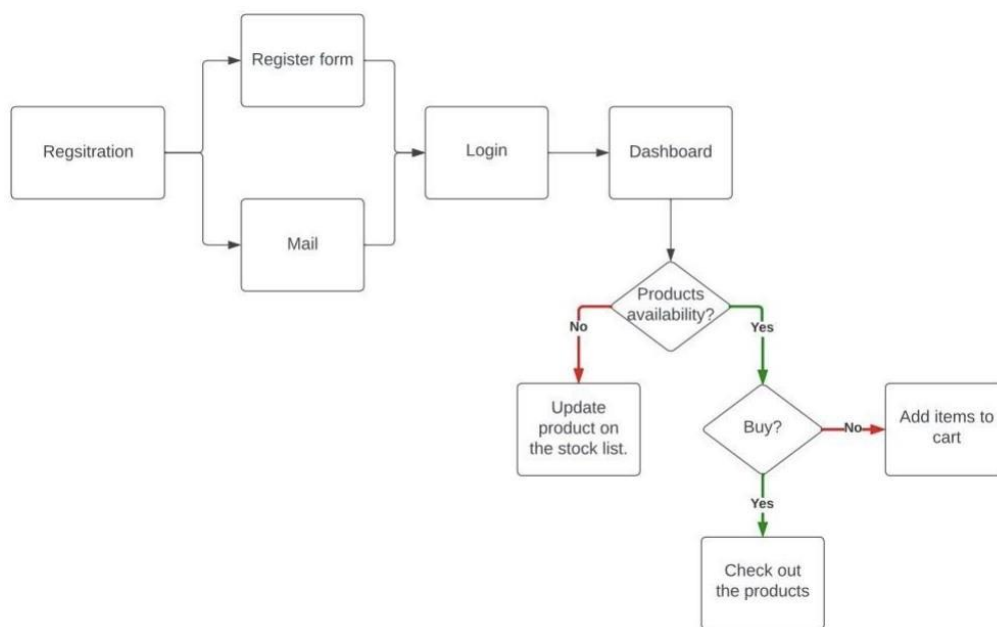 Register form
Regsitration
Login
Dashboard
Mail
Products
availability?
No
Yes
Update
product on
the stock list.
Buy?
No
Add items to
cart
Yes
Check out
the products